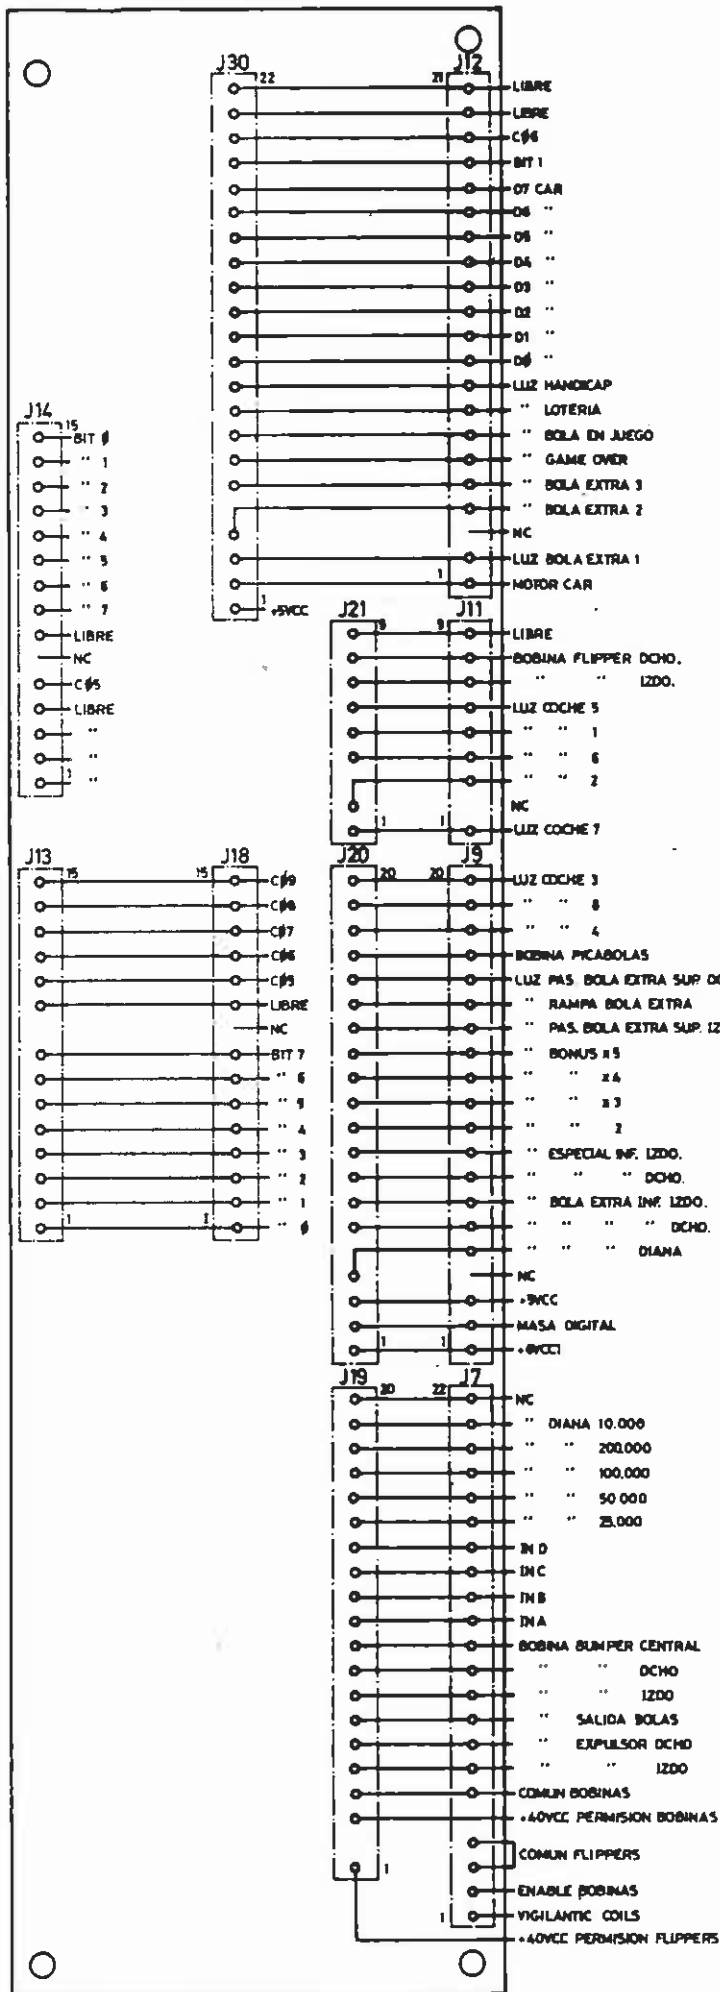 J30
J12
22
21
LIBRE
LIBRE
CØ6
BIT 1
D7 CAR
D6 "
D5 "
D4 "
D3 "
D2 "
D1 "
DØ "
LUZ HANDICAP
" LOTERIA
" BOLA EN JUEGO
" GAME OVER
" BOLA EXTRA 3
" BOLA EXTRA 2
NC
LUZ BOLA EXTRA 1
1
MOTOR CAR
1
+5VCC
J14
15
BIT Ø
" 1
" 2
" 3
" 4
" 5
" 6
" 7
LIBRE
NC
CØ5
LIBRE
"
"
1
"
J21
J11
9
9
LIBRE
BOBINA FLIPPER DCHO.
" " IZDO.
LUZ COCHE 5
" " 1
" " 6
" " 2
NC
1
1
LUZ COCHE 7
J13
J18
15
15
CØ9
CØ8
CØ7
CØ6
CØ5
LIBRE
NC
BIT 7
" 6
" 5
" 4
" 3
" 2
" 1
1
1
" Ø
J20
J9
20
20
LUZ COCHE 3
" " 8
" " 4
BOBINA PICABOLAS
LUZ PAS. BOLA EXTRA SUP.
" RAMPA BOLA EXTRA
" PAS. BOLA EXTRA SUP.
" BONUS x5
" " x4
" " x3
" " 2
" ESPECIAL INF. IZDO.
" " " DCHO.
" BOLA EXTRA INF. IZDO.
" " " " DCHO.
" " " DIANA
NC
+5VCC
MASA DIGITAL
1
1
J19
J7
20
22
NC
" DIANA 10.000
" " 200.000
" " 100.000
" " 50.000
" " 25.000
IN D
IN C
IN B
IN A
BOBINA BUMPER CENTRAL
" " DCHO
" " IZDO
" SALIDA BOLAS
" EXPULSOR DCHO
" " IZDO
COMUN BOBINAS
+40VCC PERMISION BOBINAS
COMUN FLIPPERS
1
ENABLE BOBINAS
1
VIGILANTIC COILS
+40VCC PERMISION FLIPPERS